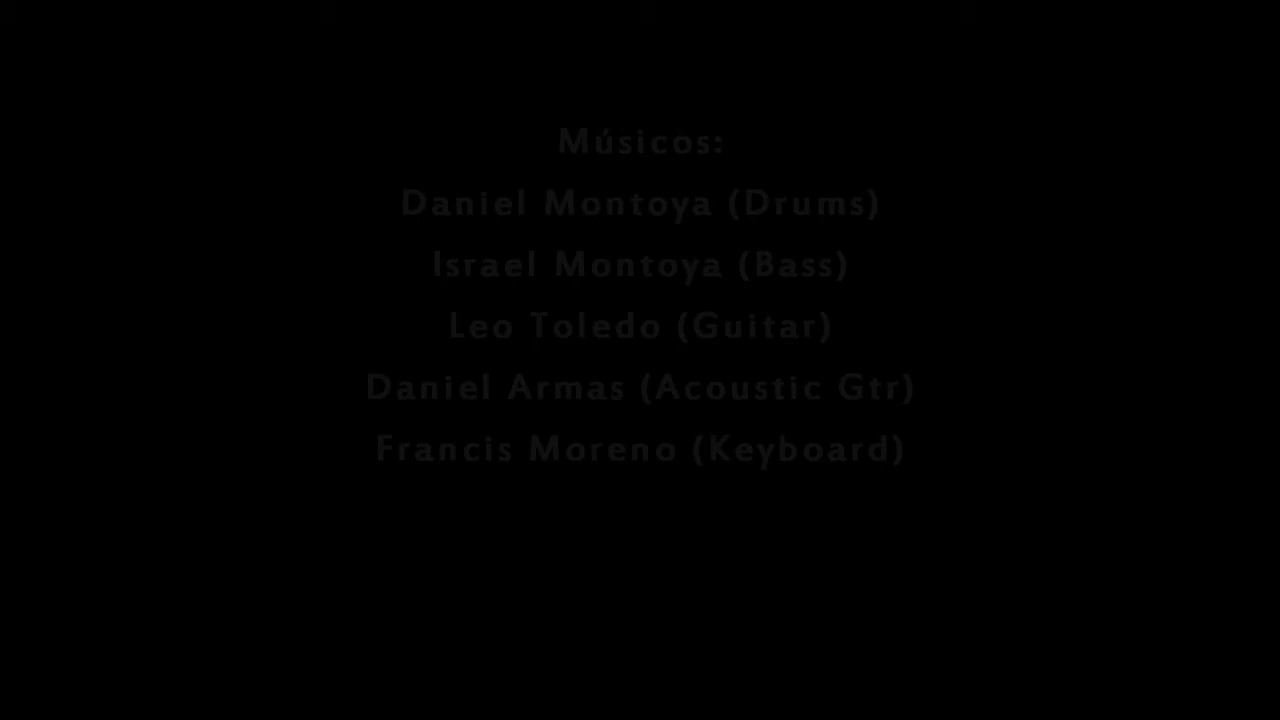 Músicos:
Daniel Montoya (Drums)
Israel Montoya (Bass)
Leo Toledo (Guitar)
Daniel Armas (Acoustic Gtr)
Francis Moreno (Keyboard)